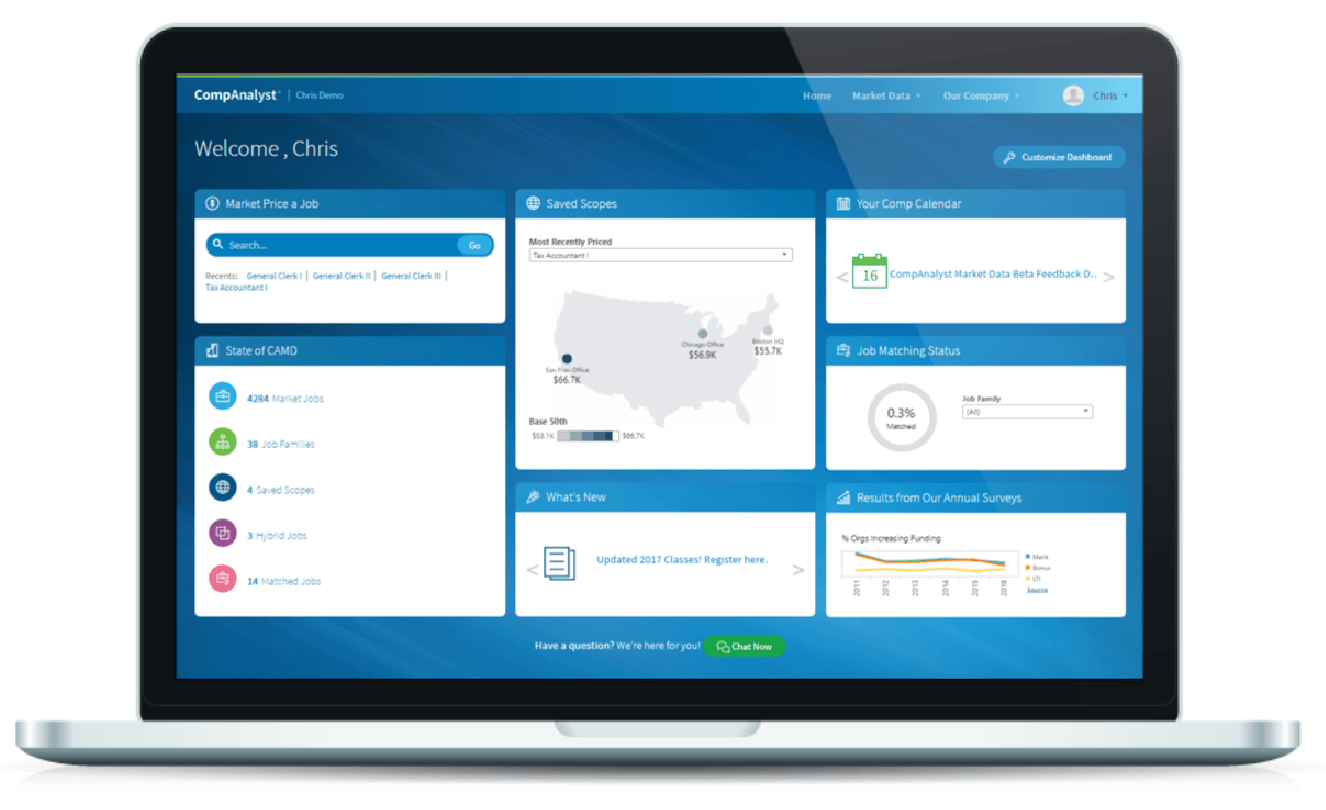 CompAnalyst | Chris Demo
Home Market Data Our Company Chris
Welcome , Chris
Customize Dashboard
Market Price a Job
Search...
Go
Recents: General Clerk I | General Clerk II | General Clerk III |
Tax Accountant I
State of CAMD
4284 Market Jobs
38 Job Families
4 Saved Scopes
3 Hybrid Jobs
14 Matched Jobs
Saved Scopes
Most Recently Priced
Tax Accountant I
Chicago Office
$56.9K
Boston HQ
$55.7K
San Fran Office
$66.7K
Base 50th
$53.1K $66.7K
What's New
< Updated 2017 Classes! Register here. >
Your Comp Calendar
< 16 CompAnalyst Market Data Beta Feedback D.. >
Job Matching Status
0.3%
Matched
Job Family
(All)
Results from Our Annual Surveys
% Orgs Increasing Funding
Merit
Bonus
LTI
Source
2011 2012 2013 2014 2015 2016
Have a question? We're here for you! Chat Now